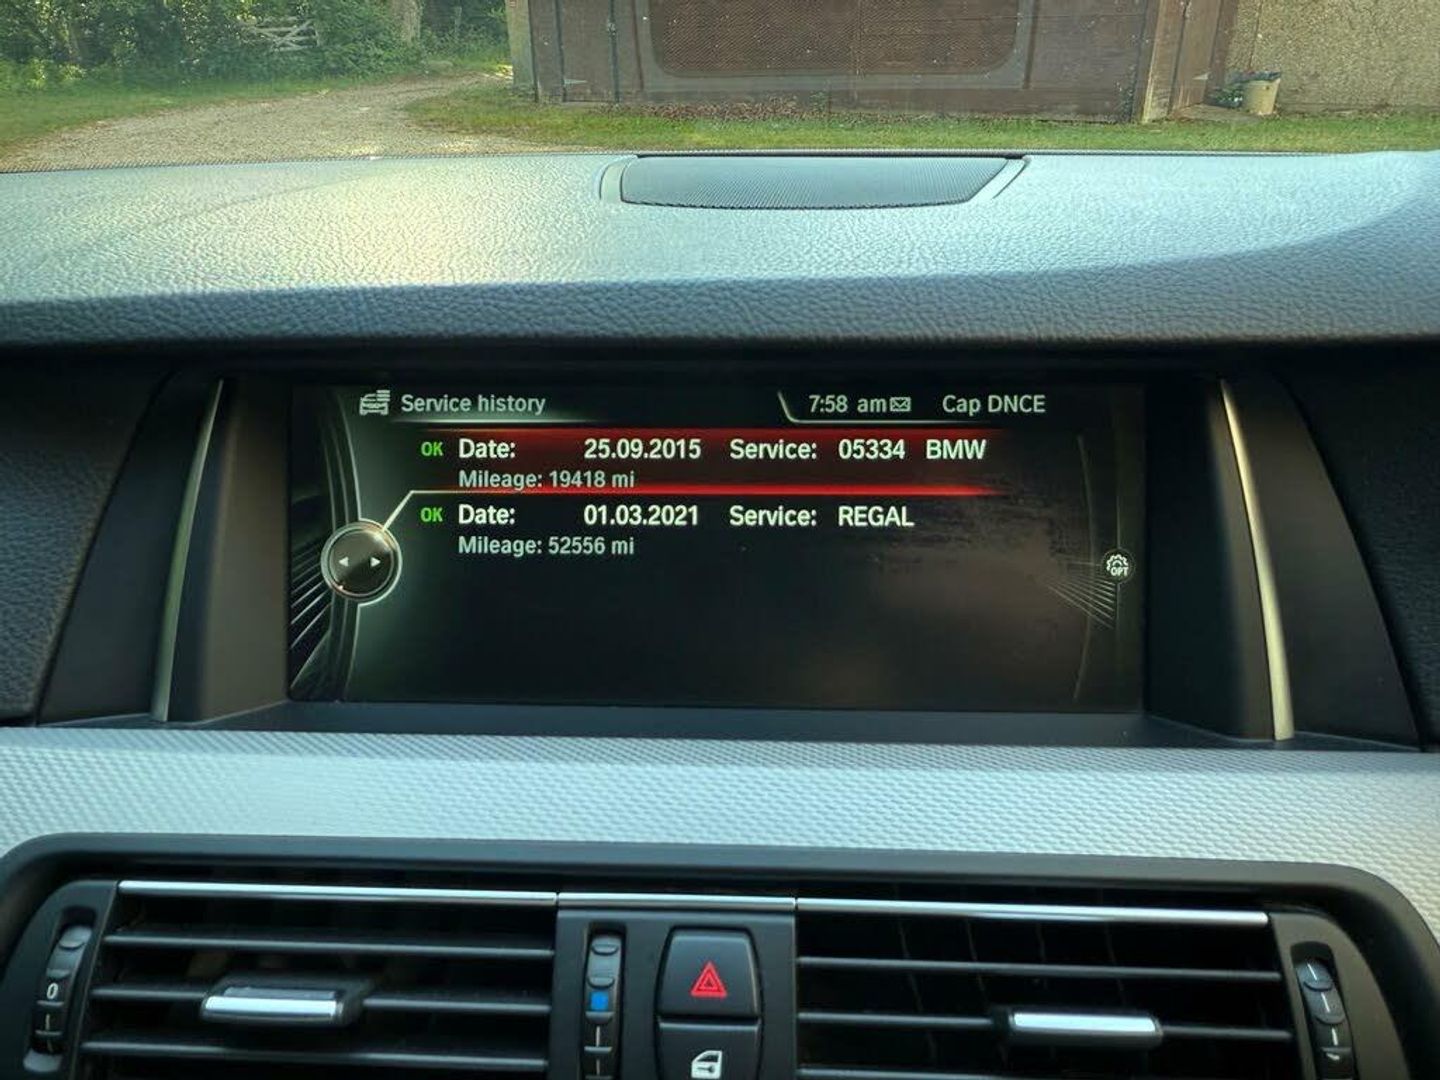 Service history 7:58 am Cap DNCE
OK Date: 25.09.2015 Service: 05334 BMW
Mileage: 19418 mi
OK Date: 01.03.2021 Service: REGAL
Mileage: 52556 mi
OPT
0